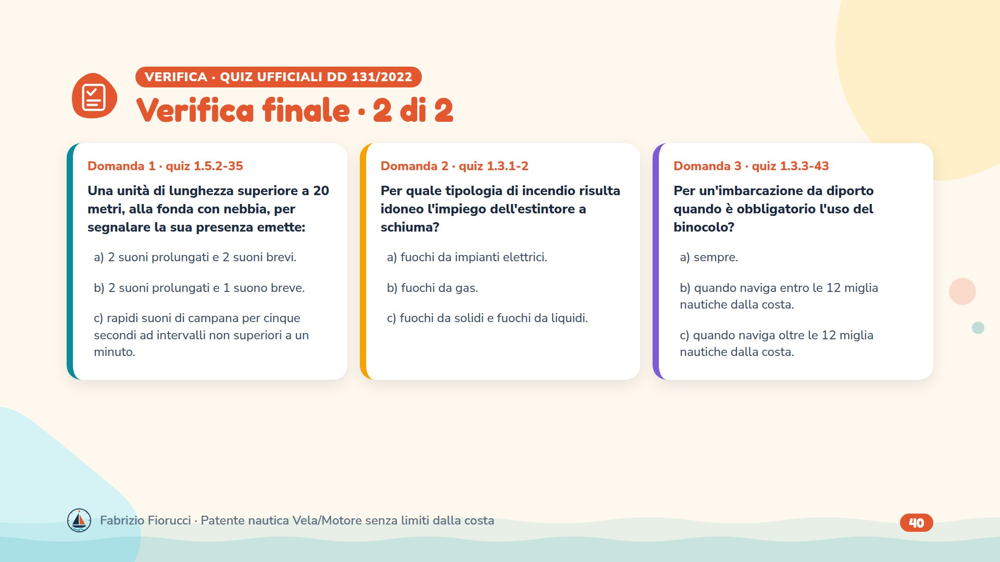 VERIFICA · QUIZ UFFICIALI DD 131/2022
Verifica finale · 2 di 2
Domanda 1 · quiz 1.5.2-35
Una unità di lunghezza superiore a 20
metri, alla fonda con nebbia, per
segnalare la sua presenza emette:
a) 2 suoni prolungati e 2 suoni brevi.
b) 2 suoni prolungati e 1 suono breve.
c) rapidi suoni di campana per cinque
secondi ad intervalli non superiori a un
minuto.
Domanda 2 · quiz 1.3.1-2
Per quale tipologia di incendio risulta
idoneo l'impiego dell'estintore a
schiuma?
a) fuochi da impianti elettrici.
b) fuochi da gas.
c) fuochi da solidi e fuochi da liquidi.
Domanda 3 · quiz 1.3.3-43
Per un'imbarcazione da diporto
quando è obbligatorio l'uso del
binocolo?
a) sempre.
b) quando naviga entro le 12 miglia
nautiche dalla costa.
c) quando naviga oltre le 12 miglia
nautiche dalla costa.
Fabrizio Fiorucci · Patente nautica Vela/Motore senza limiti dalla costa
40